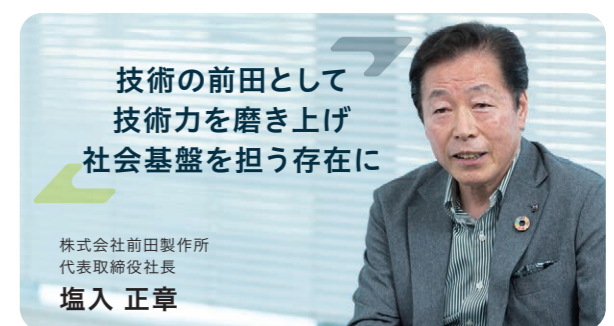 技術の前田として
技術力を磨き上げ
社会基盤を担う存在に
株式会社前田製作所
代表取締役社長
塩入 正章